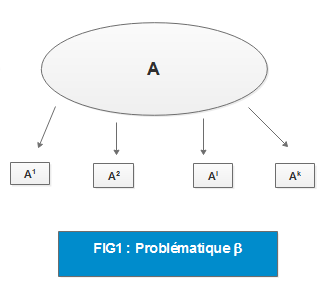 A
A¹ A² Aⁱ Aᵏ
FIG1 : Problématique β